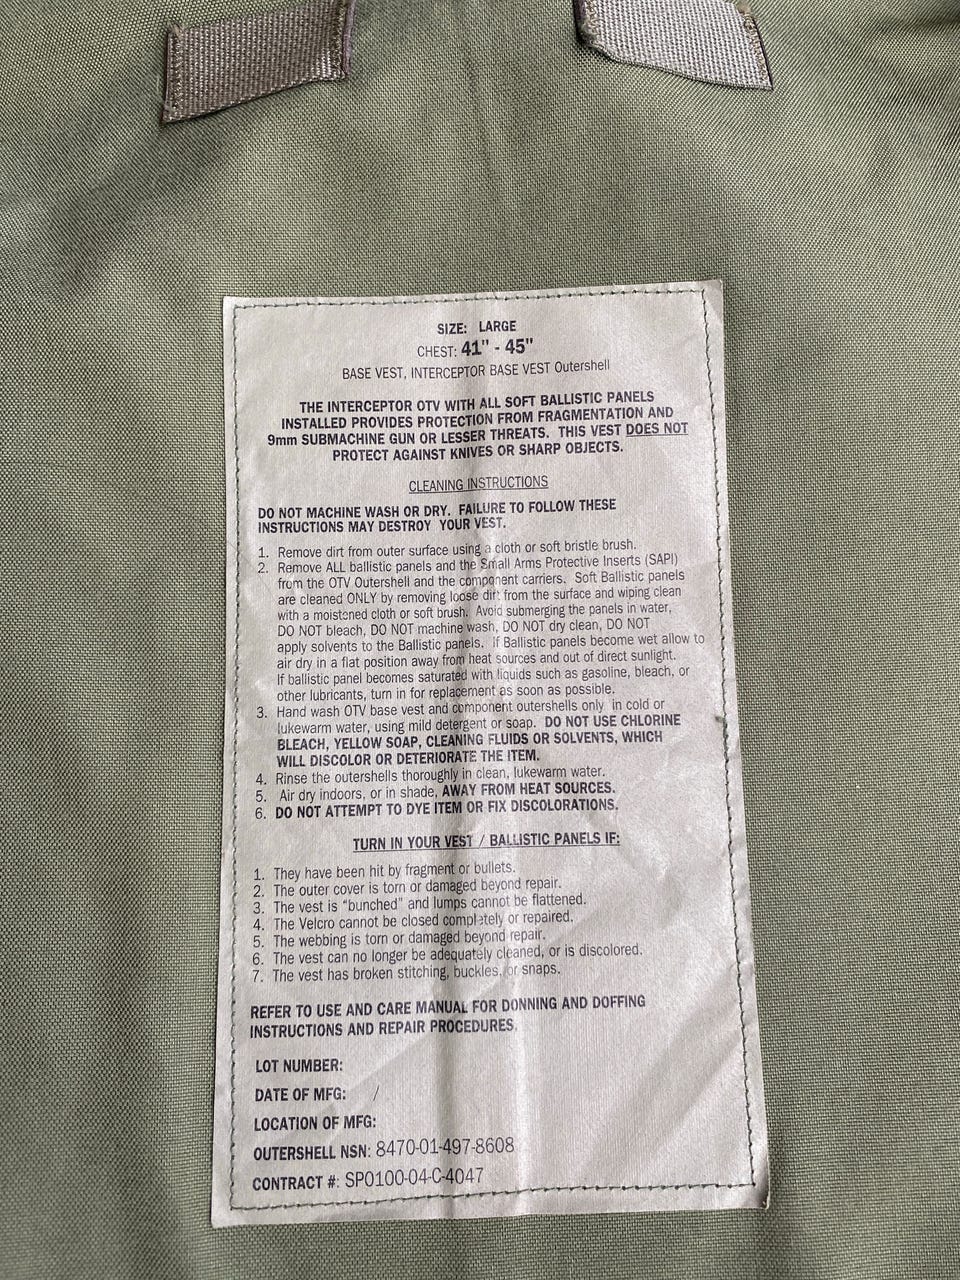 SIZE: LARGE
CHEST: 41" - 45"
BASE VEST, INTERCEPTOR BASE VEST Outershell
THE INTERCEPTOR OTV WITH ALL SOFT BALLISTIC PANELS
INSTALLED PROVIDES PROTECTION FROM FRAGMENTATION AND
9mm SUBMACHINE GUN OR LESSER THREATS. THIS VEST DOES NOT
PROTECT AGAINST KNIVES OR SHARP OBJECTS.
CLEANING INSTRUCTIONS
DO NOT MACHINE WASH OR DRY. FAILURE TO FOLLOW THESE
INSTRUCTIONS MAY DESTROY YOUR VEST.
1. Remove dirt from outer surface using a cloth or soft bristle brush.
2. Remove ALL ballistic panels and the Small Arms Protective Inserts (SAPI)
from the OTV Outershell and the component carriers. Soft Ballistic panels
are cleaned ONLY by removing loose dirt from the surface and wiping clean
with a moistened cloth or soft brush. Avoid submerging the panels in water,
DO NOT bleach, DO NOT machine wash, DO NOT dry clean, DO NOT
apply solvents to the Ballistic panels. If Ballistic panels become wet allow to
air dry in a flat position away from heat sources and out of direct sunlight.
If ballistic panel becomes saturated with liquids such as gasoline, bleach, or
other lubricants, turn in for replacement as soon as possible.
3. Hand wash OTV base vest and component outershells only in cold or
lukewarm water, using mild detergent or soap. DO NOT USE CHLORINE
BLEACH, YELLOW SOAP, CLEANING FLUIDS OR SOLVENTS, WHICH
WILL DISCOLOR OR DETERIORATE THE ITEM.
4. Rinse the outershells thoroughly in clean, lukewarm water.
5. Air dry indoors, or in shade, AWAY FROM HEAT SOURCES.
6. DO NOT ATTEMPT TO DYE ITEM OR FIX DISCOLORATIONS.
TURN IN YOUR VEST / BALLISTIC PANELS IF:
1. They have been hit by fragment or bullets.
2. The outer cover is torn or damaged beyond repair.
3. The vest is "bunched" and lumps cannot be flattened.
4. The Velcro cannot be closed completely or repaired.
5. The webbing is torn or damaged beyond repair.
6. The vest can no longer be adequately cleaned, or is discolored.
7. The vest has broken stitching, buckles, or snaps.
REFER TO USE AND CARE MANUAL FOR DONNING AND DOFFING
INSTRUCTIONS AND REPAIR PROCEDURES.
LOT NUMBER:
DATE OF MFG: /
LOCATION OF MFG:
OUTERSHELL NSN: 8470-01-497-8608
CONTRACT #: SP0100-04-C-4047